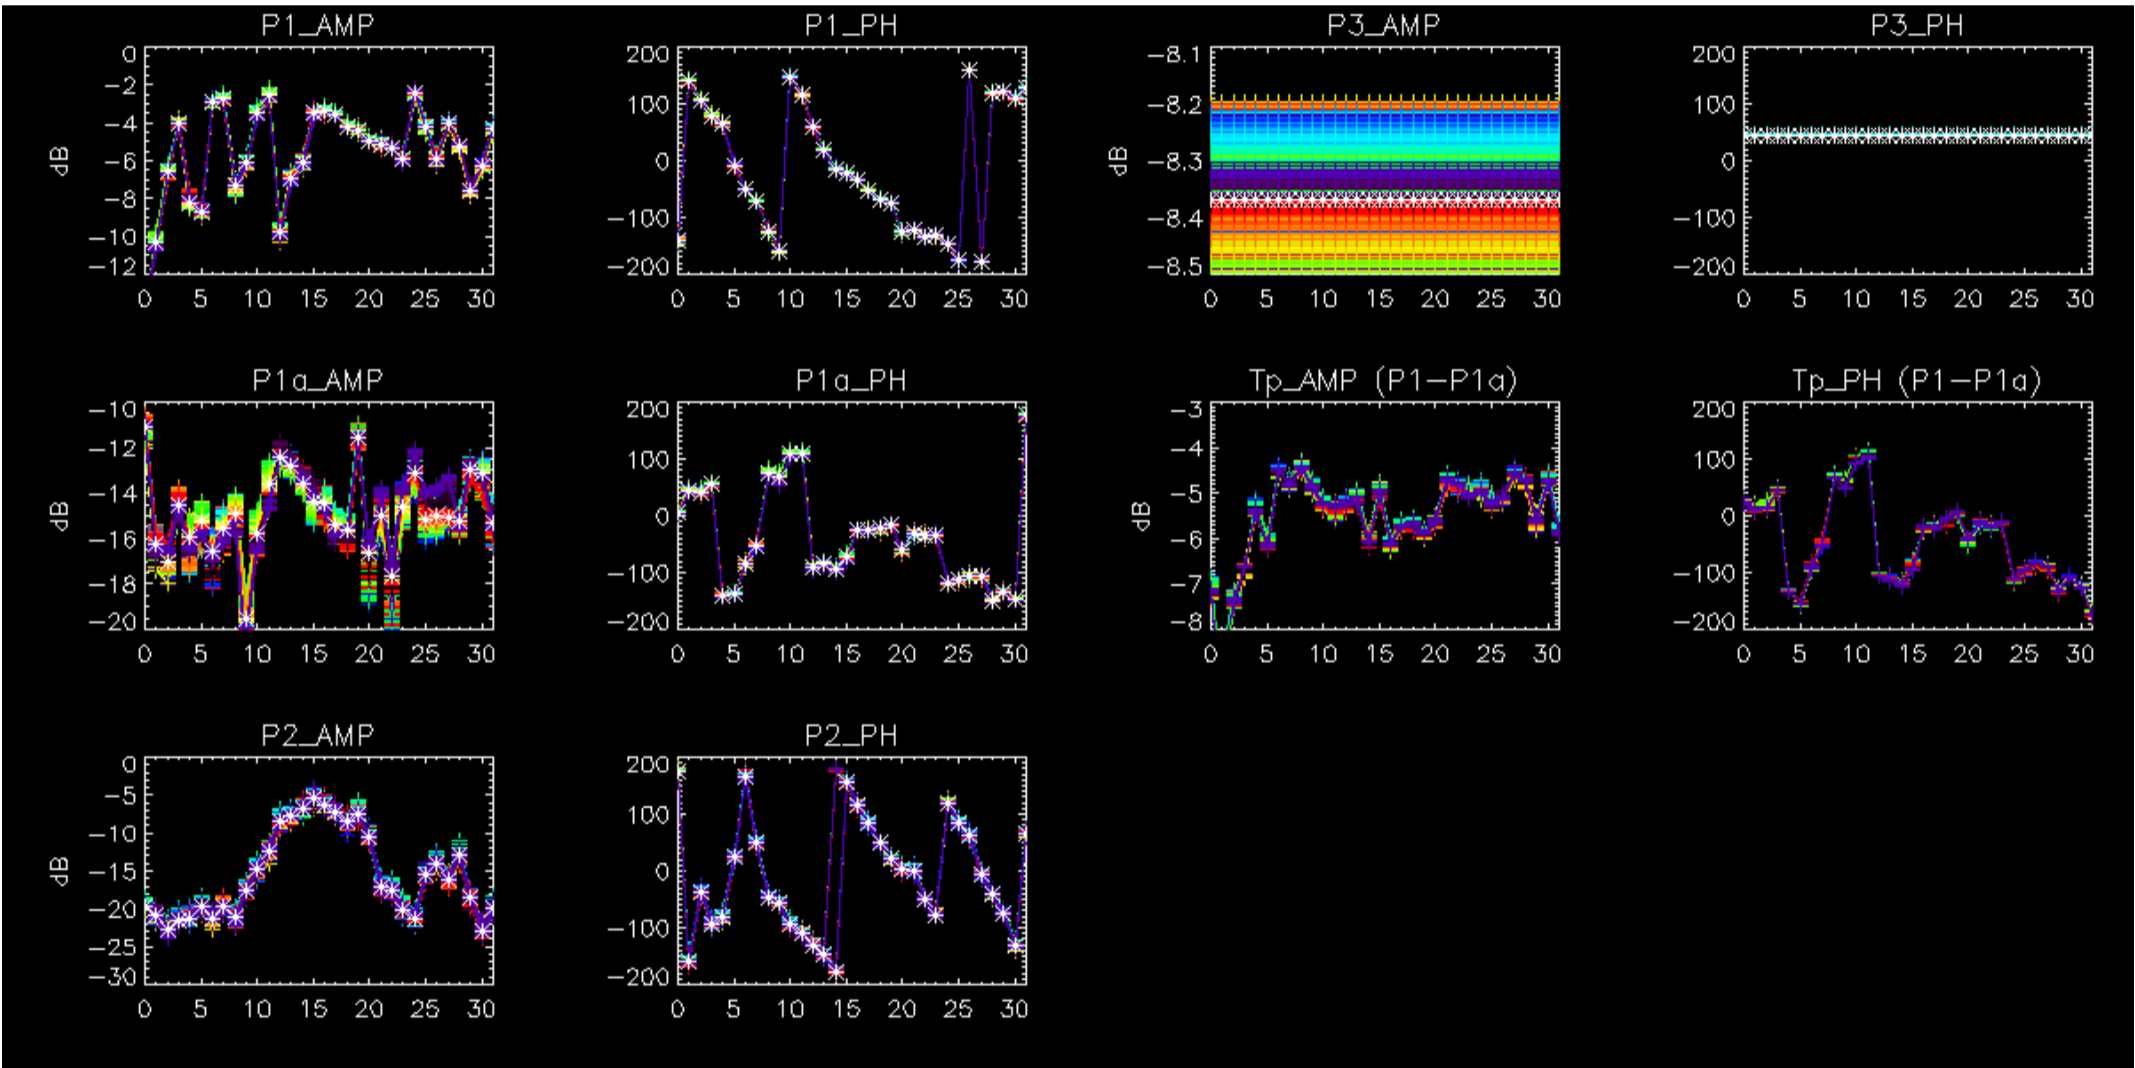 P1_AMP
P1_PH
P3_AMP
P3_PH
dB
0
−2
−4
−6
−8
−10
−12
0 5 10 15 20 25 30
200
100
0
−100
−200
0 5 10 15 20 25 30
dB
−8.1
−8.2
−8.3
−8.4
−8.5
0 5 10 15 20 25 30
200
100
0
−100
−200
0 5 10 15 20 25 30
P1a_AMP
P1a_PH
Tp_AMP (P1−P1a)
Tp_PH (P1−P1a)
dB
−10
−12
−14
−16
−18
−20
0 5 10 15 20 25 30
200
100
0
−100
−200
0 5 10 15 20 25 30
dB
−3
−4
−5
−6
−7
−8
0 5 10 15 20 25 30
200
100
0
−100
−200
0 5 10 15 20 25 30
P2_AMP
P2_PH
dB
0
−5
−10
−15
−20
−25
−30
0 5 10 15 20 25 30
200
100
0
−100
−200
0 5 10 15 20 25 30